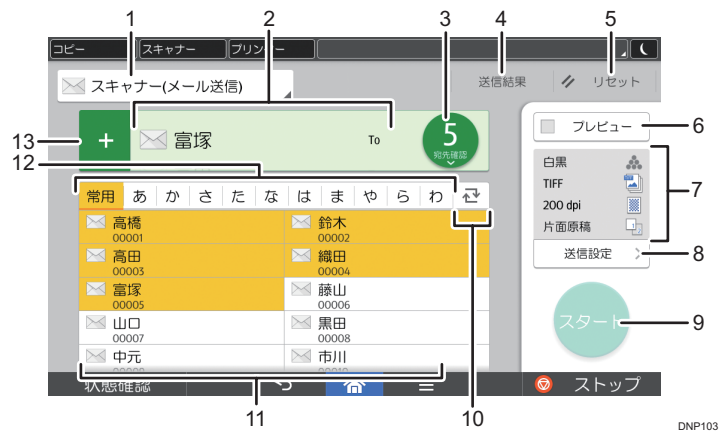 1 2 3 4 5
コピー スキャナー プリンター
スキャナー(メール送信) 送信結果 リセット
13 + 富塚 To 5 宛先確認
プレビュー 6
12
常用 あ か さ た な は ま や ら わ
白黒
TIFF
200 dpi
片面原稿
7
送信設定 8
高橋 鈴木
00001 00002
高田 織田
00003 00004
富塚 藤山
00005 00006
山口 黒田
00007 00008
中元 市川
スタート 9
状態確認 ストップ
11 10
DNP103